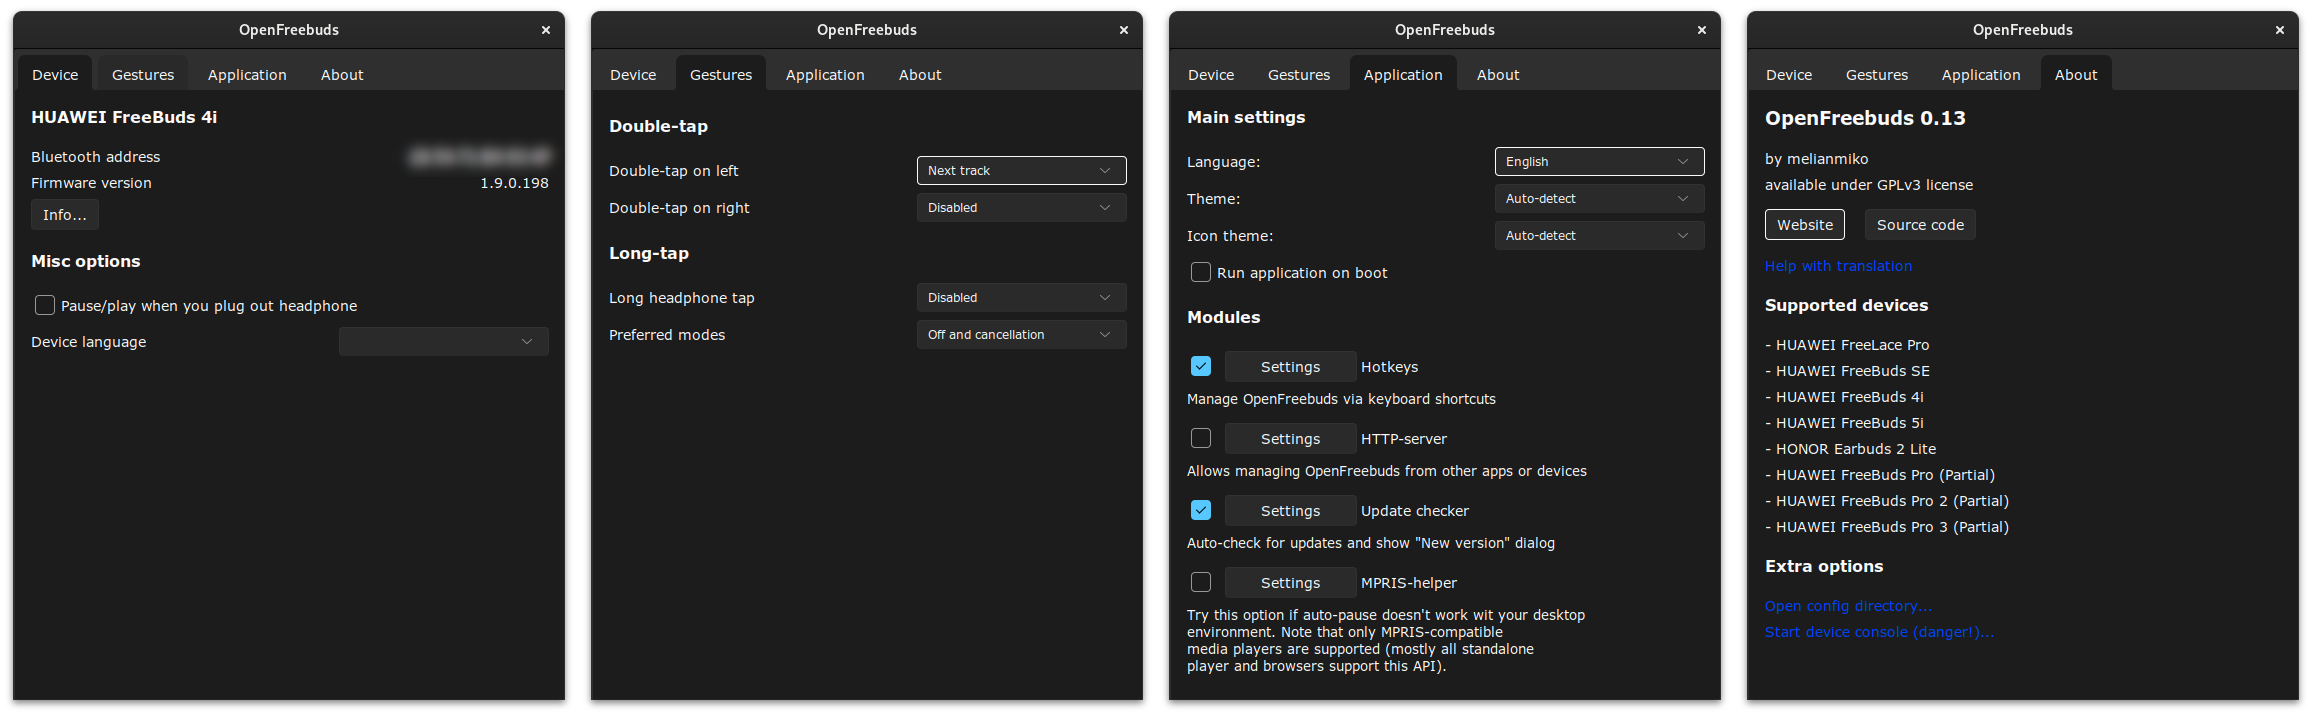 OpenFreebuds
Device Gestures Application About
HUAWEI FreeBuds 4i
Bluetooth address
Firmware version 1.9.0.198
Info...
Misc options
Pause/play when you plug out headphone
Device language
OpenFreebuds
Device Gestures Application About
Double-tap
Double-tap on left Next track
Double-tap on right Disabled
Long-tap
Long headphone tap Disabled
Preferred modes Off and cancellation
OpenFreebuds
Device Gestures Application About
Main settings
Language: English
Theme: Auto-detect
Icon theme: Auto-detect
Run application on boot
Modules
Settings Hotkeys
Manage OpenFreebuds via keyboard shortcuts
Settings HTTP-server
Allows managing OpenFreebuds from other apps or devices
Settings Update checker
Auto-check for updates and show "New version" dialog
Settings MPRIS-helper
Try this option if auto-pause doesn't work wit your desktop
environment. Note that only MPRIS-compatible
media players are supported (mostly all standalone
player and browsers support this API).
OpenFreebuds
Device Gestures Application About
OpenFreebuds 0.13
by melianmiko
available under GPLv3 license
Website Source code
Help with translation
Supported devices
- HUAWEI FreeLace Pro
- HUAWEI FreeBuds SE
- HUAWEI FreeBuds 4i
- HUAWEI FreeBuds 5i
- HONOR Earbuds 2 Lite
- HUAWEI FreeBuds Pro (Partial)
- HUAWEI FreeBuds Pro 2 (Partial)
- HUAWEI FreeBuds Pro 3 (Partial)
Extra options
Open config directory...
Start device console (danger!)...